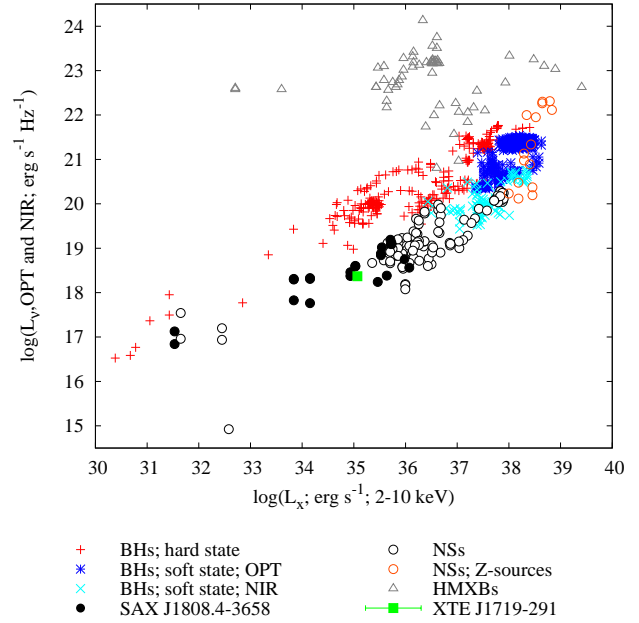 24
23
22
21
20
19
18
17
16
15
log(Lν,OPT and NIR; erg s⁻¹ Hz⁻¹)
30 31 32 33 34 35 36 37 38 39 40
log(Lx; erg s⁻¹; 2-10 keV)
BHs; hard state
BHs; soft state; OPT
BHs; soft state; NIR
SAX J1808.4-3658
NSs
NSs; Z-sources
HMXBs
XTE J1719-291